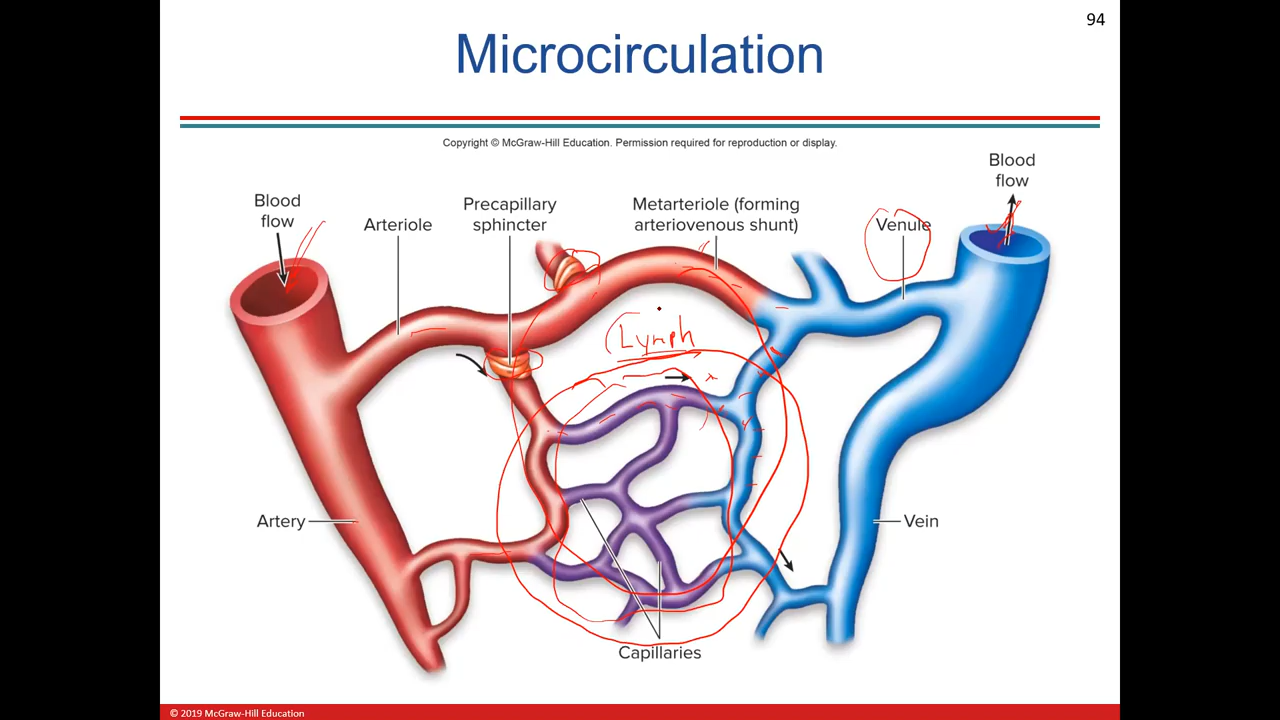 94
Microcirculation
Copyright © McGraw-Hill Education. Permission required for reproduction or display.
Blood
flow
Arteriole
Precapillary
sphincter
Metarteriole (forming
arteriovenous shunt)
Venule
Blood
flow
Lymph
Artery
Vein
Capillaries
© 2019 McGraw-Hill Education